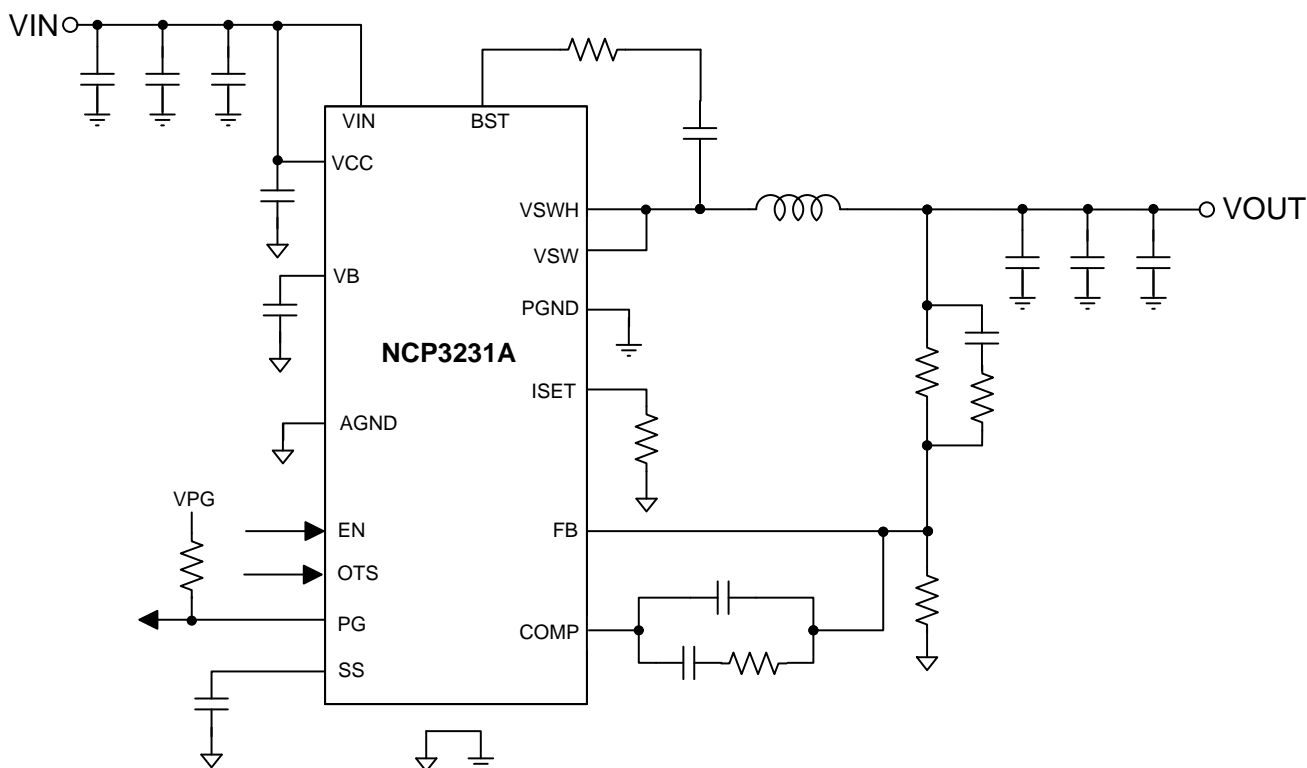 VIN
VIN
BST
VCC
VSWH
VOUT
VSW
VB
PGND
NCP3231A
ISET
AGND
VPG
EN
FB
OTS
PG
COMP
SS